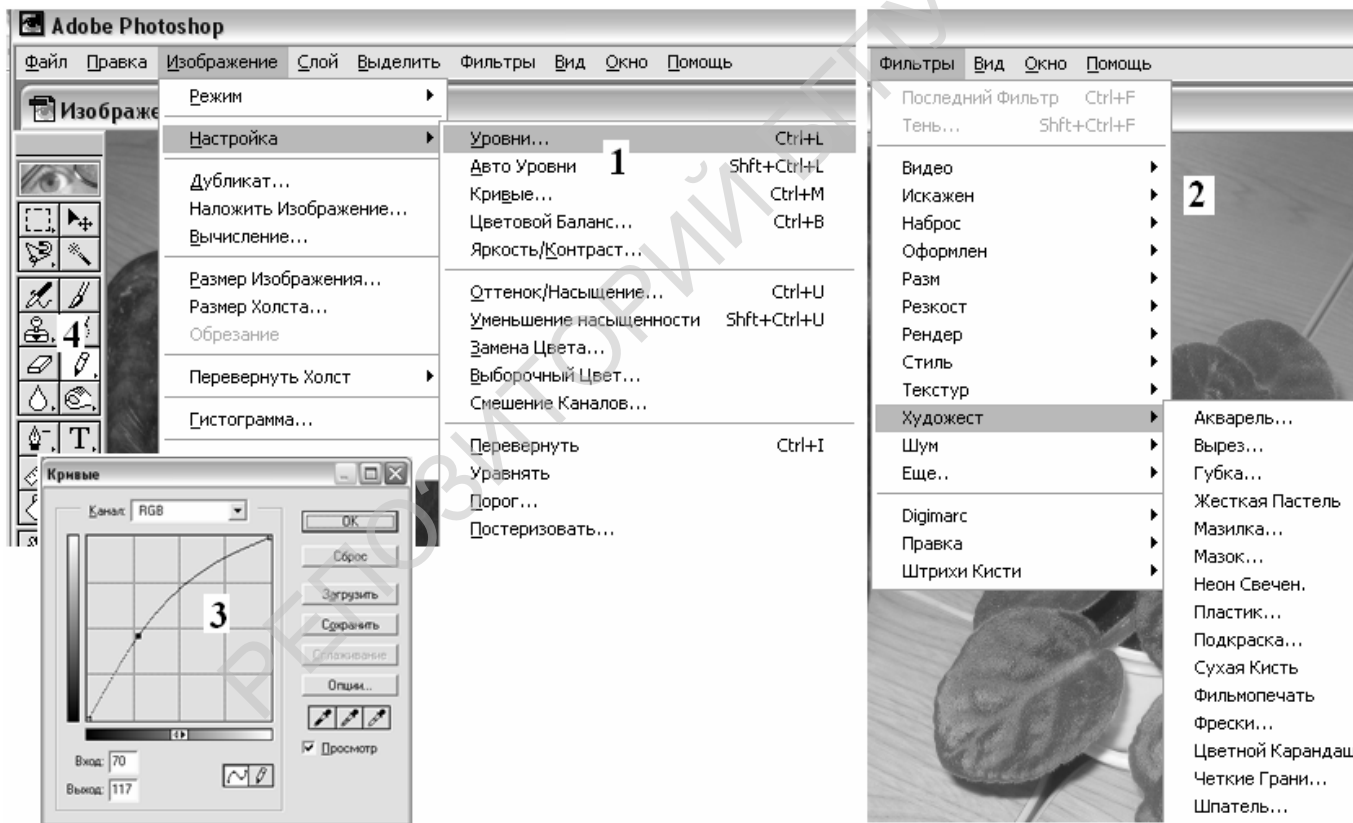 Adobe Photoshop
Файл Правка Изображение Слой Выделить Фильтры Вид Окно Помощь
Изображе
Режим
Настройка
Дубликат...
Наложить Изображение...
Вычисление...
Размер Изображения...
Размер Холста...
Обрезание
Перевернуть Холст
Гистограмма...
Уровни... Ctrl+L
1
Авто Уровни Shft+Ctrl+L
Кривые... Ctrl+M
Цветовой Баланс... Ctrl+B
Яркость/Контраст...
Оттенок/Насыщение... Ctrl+U
Уменьшение насыщенности Shft+Ctrl+U
Замена Цвета...
Выборочный Цвет...
Смешение Каналов...
Перевернуть Ctrl+I
Уравнять
Порог...
Постеризовать...
4
T
Кривые
Канал: RGB
3
OK
Сброс
Загрузить
Сохранить
Сглаживание
Опции...
Просмотр
Вход: 70
Выход: 117
Фильтры Вид Окно Помощь
Последний Фильтр Ctrl+F
Тень... Shft+Ctrl+F
Видео
Искажен
2
Наброс
Оформлен
Разм
Резкост
Рендер
Стиль
Текстур
Художест
Шум
Еще..
Digimarc
Правка
Штрихи Кисти
Акварель...
Вырез...
Губка...
Жесткая Пастель
Мазилка...
Мазок...
Неон Свечен.
Пластик...
Подкраска...
Сухая Кисть
Фильмопечать
Фрески...
Цветной Карандаш
Четкие Грани...
Шпатель...
РЕПОЗИТОРИЙ БГПУ